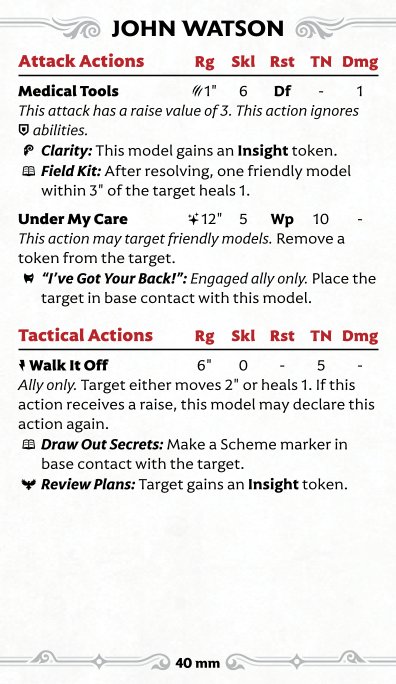 JOHN WATSON
Attack Actions Rg Skl Rst TN Dmg
Medical Tools 1" 6 Df - 1
This attack has a raise value of 3. This action ignores
abilities.
Clarity: This model gains an Insight token.
Field Kit: After resolving, one friendly model
within 3" of the target heals 1.
Under My Care 12" 5 Wp 10 -
This action may target friendly models. Remove a
token from the target.
“I’ve Got Your Back!”: Engaged ally only. Place the
target in base contact with this model.
Tactical Actions Rg Skl Rst TN Dmg
Walk It Off 6" 0 - 5 -
Ally only. Target either moves 2" or heals 1. If this
action receives a raise, this model may declare this
action again.
Draw Out Secrets: Make a Scheme marker in
base contact with the target.
Review Plans: Target gains an Insight token.
40 mm